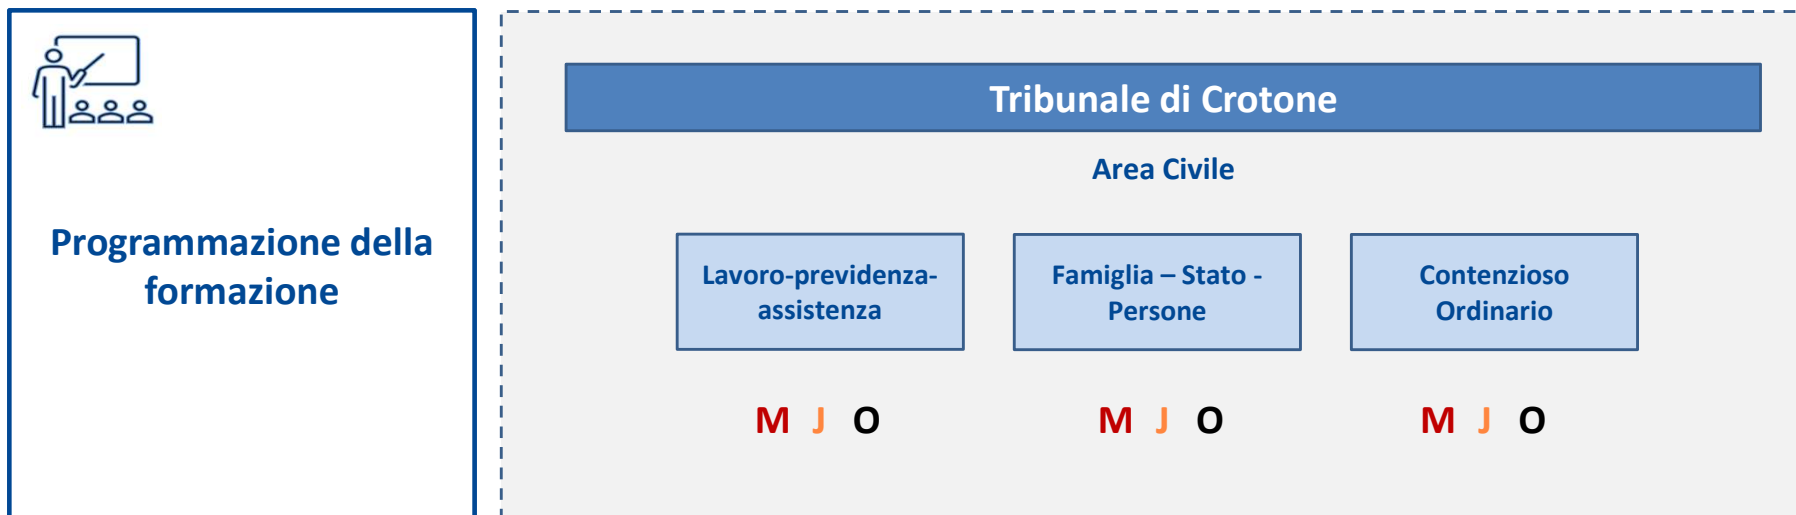 Programmazione della
formazione
Tribunale di Crotone
Area Civile
Lavoro-previdenza-
assistenza
Famiglia – Stato -
Persone
Contenzioso
Ordinario
M J O
M J O
M J O